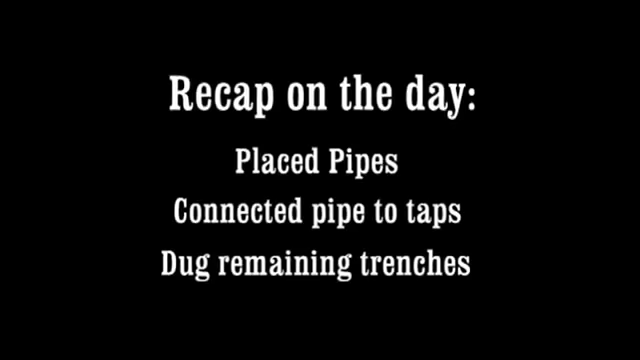 Recap on the day:
Placed Pipes
Connected pipe to taps
Dug remaining trenches